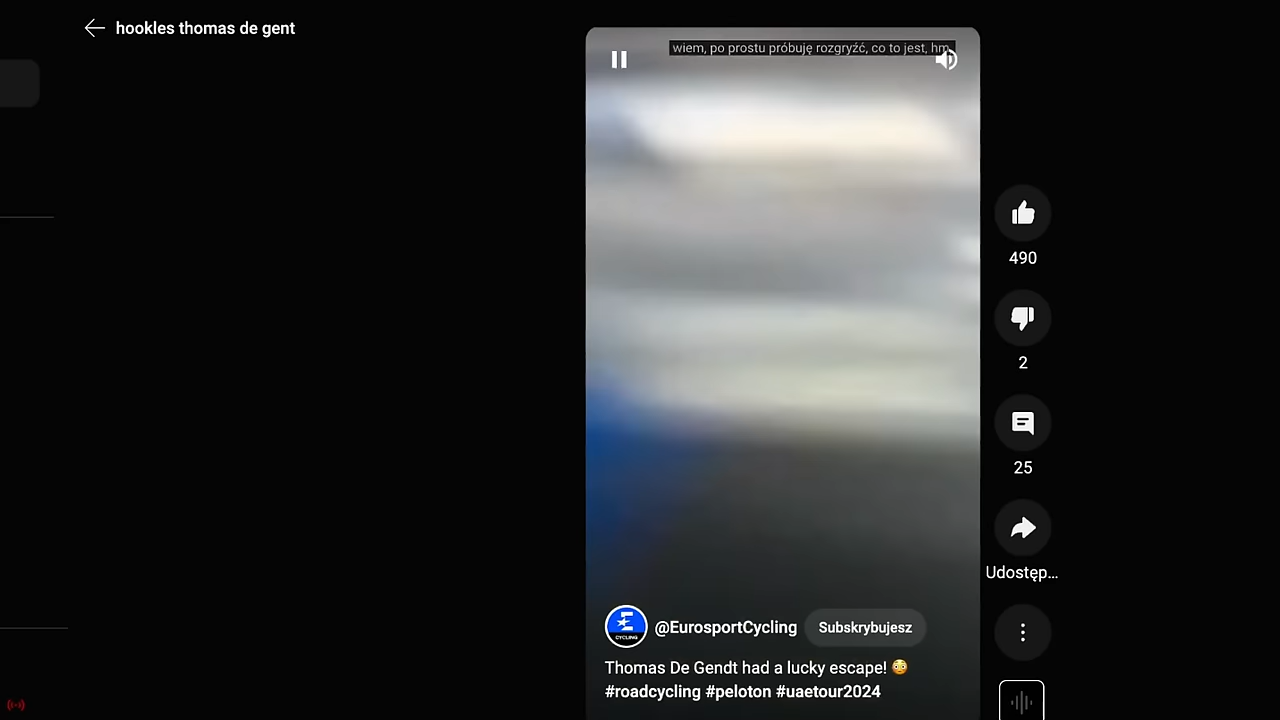 hookles thomas de gent
wiem, po prostu próbuję rozgryźć, co to jest, hm
490
2
25
Udostęp...
CYCLING
@EurosportCycling
Subskrybujesz
Thomas De Gendt had a lucky escape! 😳
#roadcycling #peloton #uaetour2024